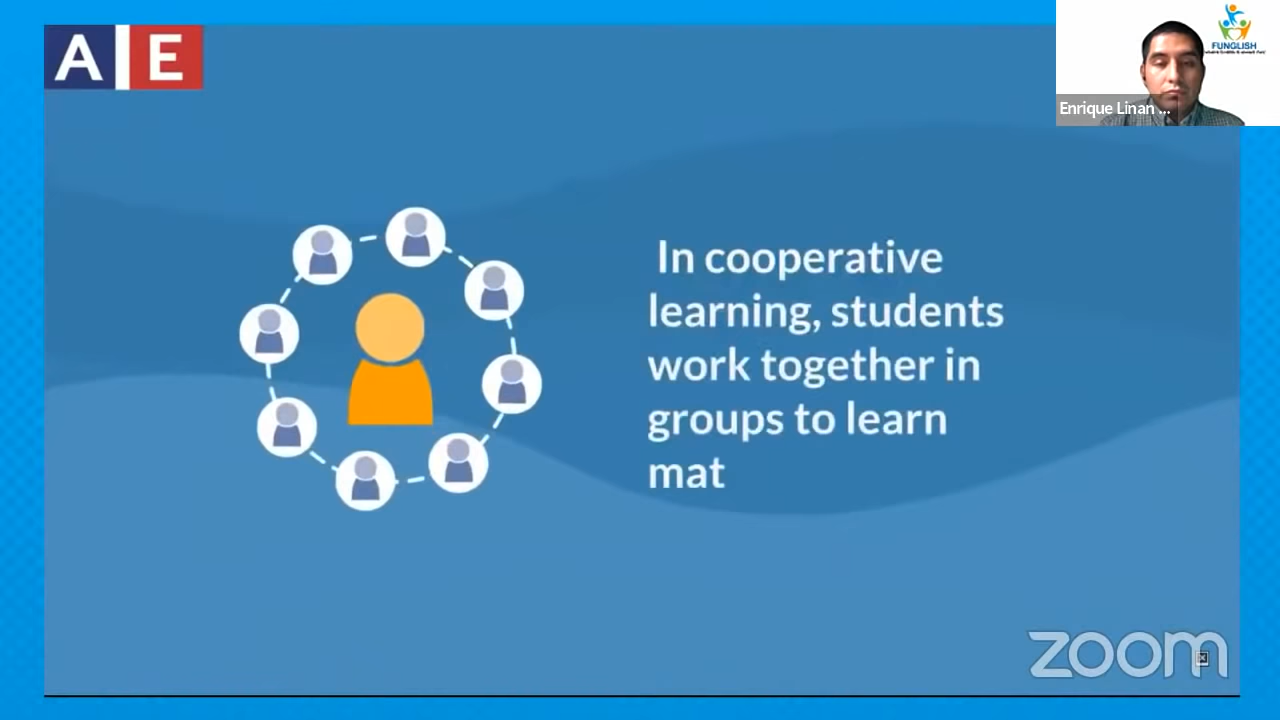 A E
FUNGLISH
Enrique Linan ...
In cooperative
learning, students
work together in
groups to learn
mat
zoom